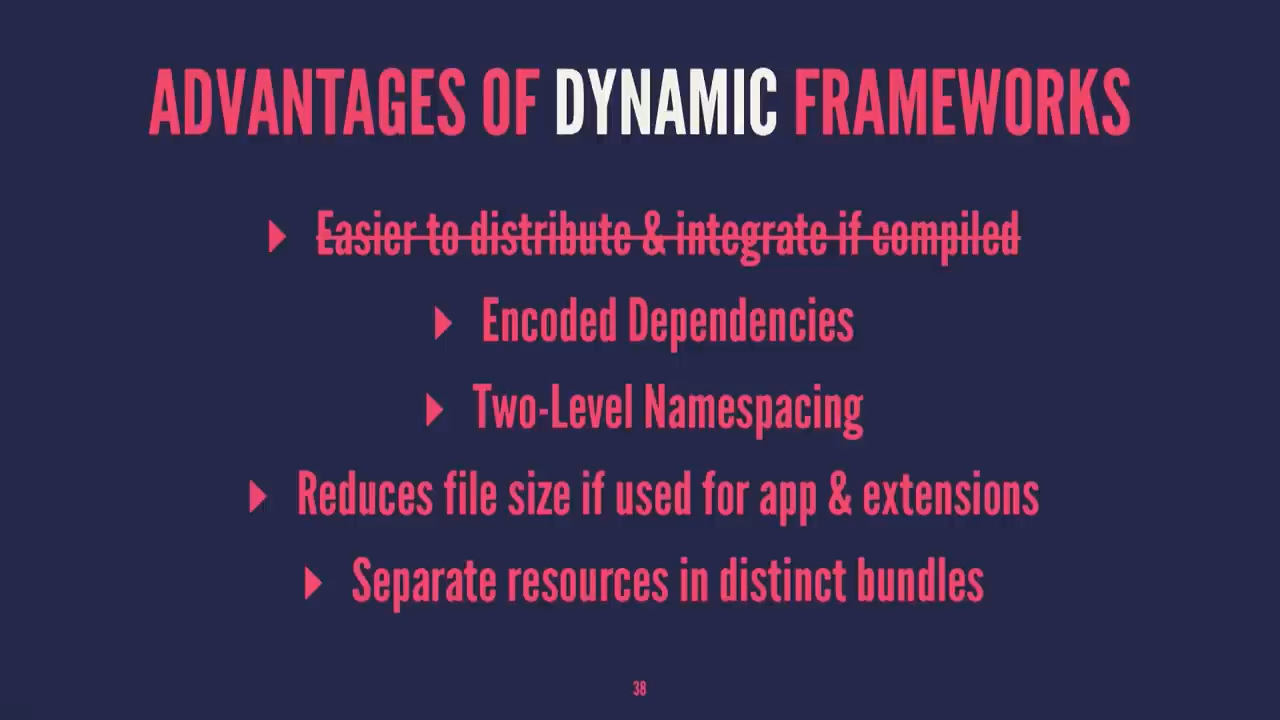 ADVANTAGES OF DYNAMIC FRAMEWORKS
Easier to distribute & integrate if compiled
Encoded Dependencies
Two-Level Namespacing
Reduces file size if used for app & extensions
Separate resources in distinct bundles
38